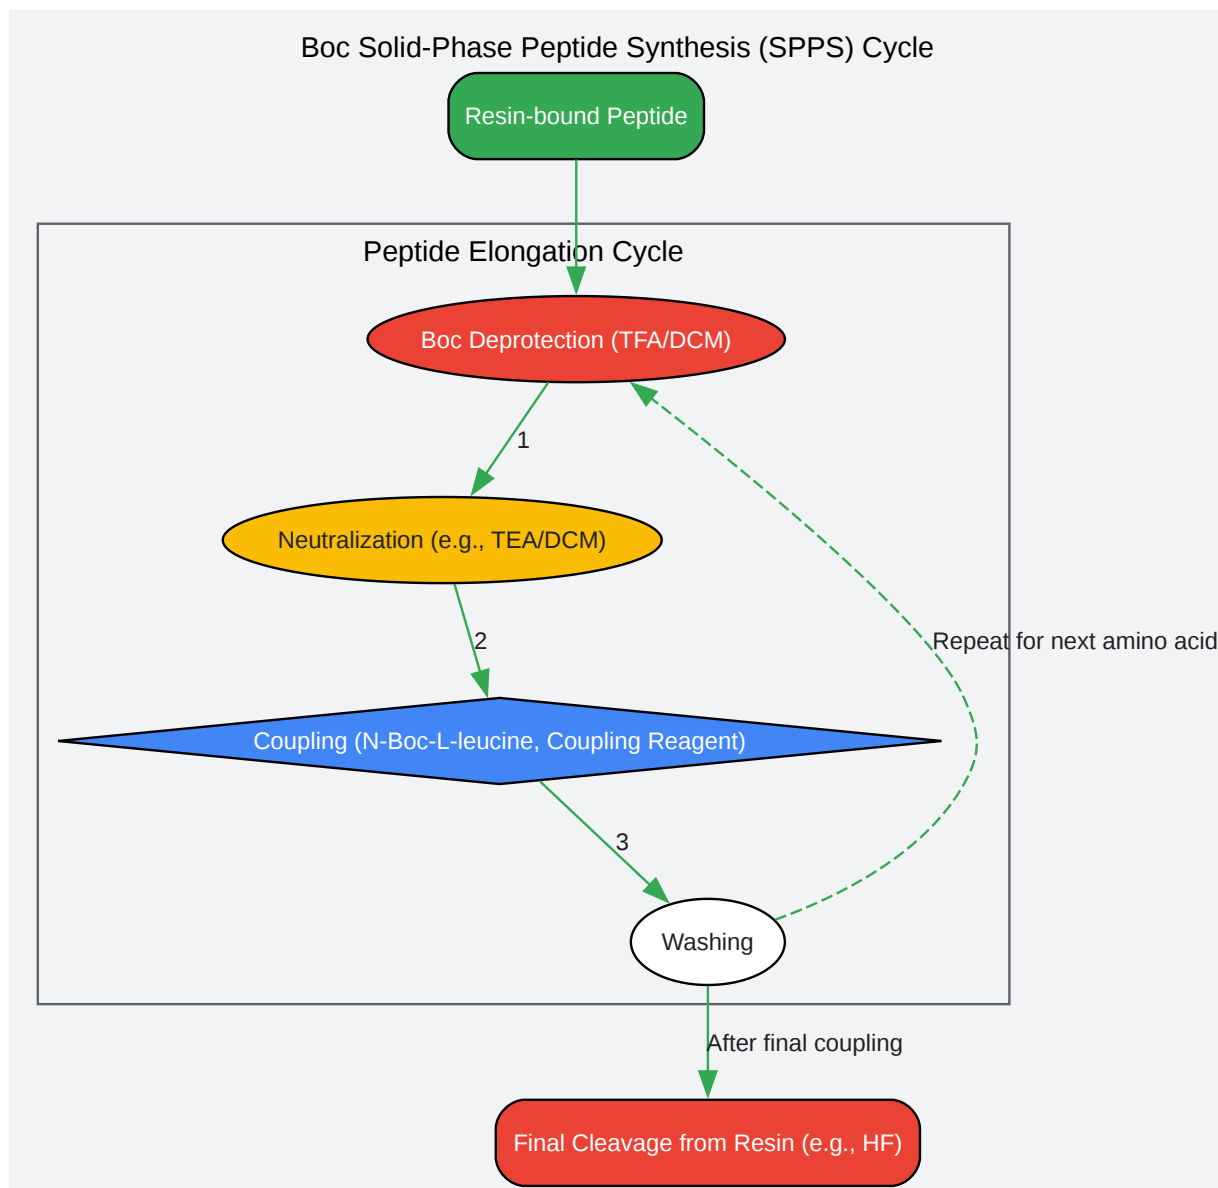 Boc Solid-Phase Peptide Synthesis (SPPS) Cycle
Resin-bound Peptide
Peptide Elongation Cycle
Boc Deprotection (TFA/DCM)
1
Neutralization (e.g., TEA/DCM)
2
Repeat for next amino acid
Coupling (N-Boc-L-leucine, Coupling Reagent)
3
Washing
After final coupling
Final Cleavage from Resin (e.g., HF)